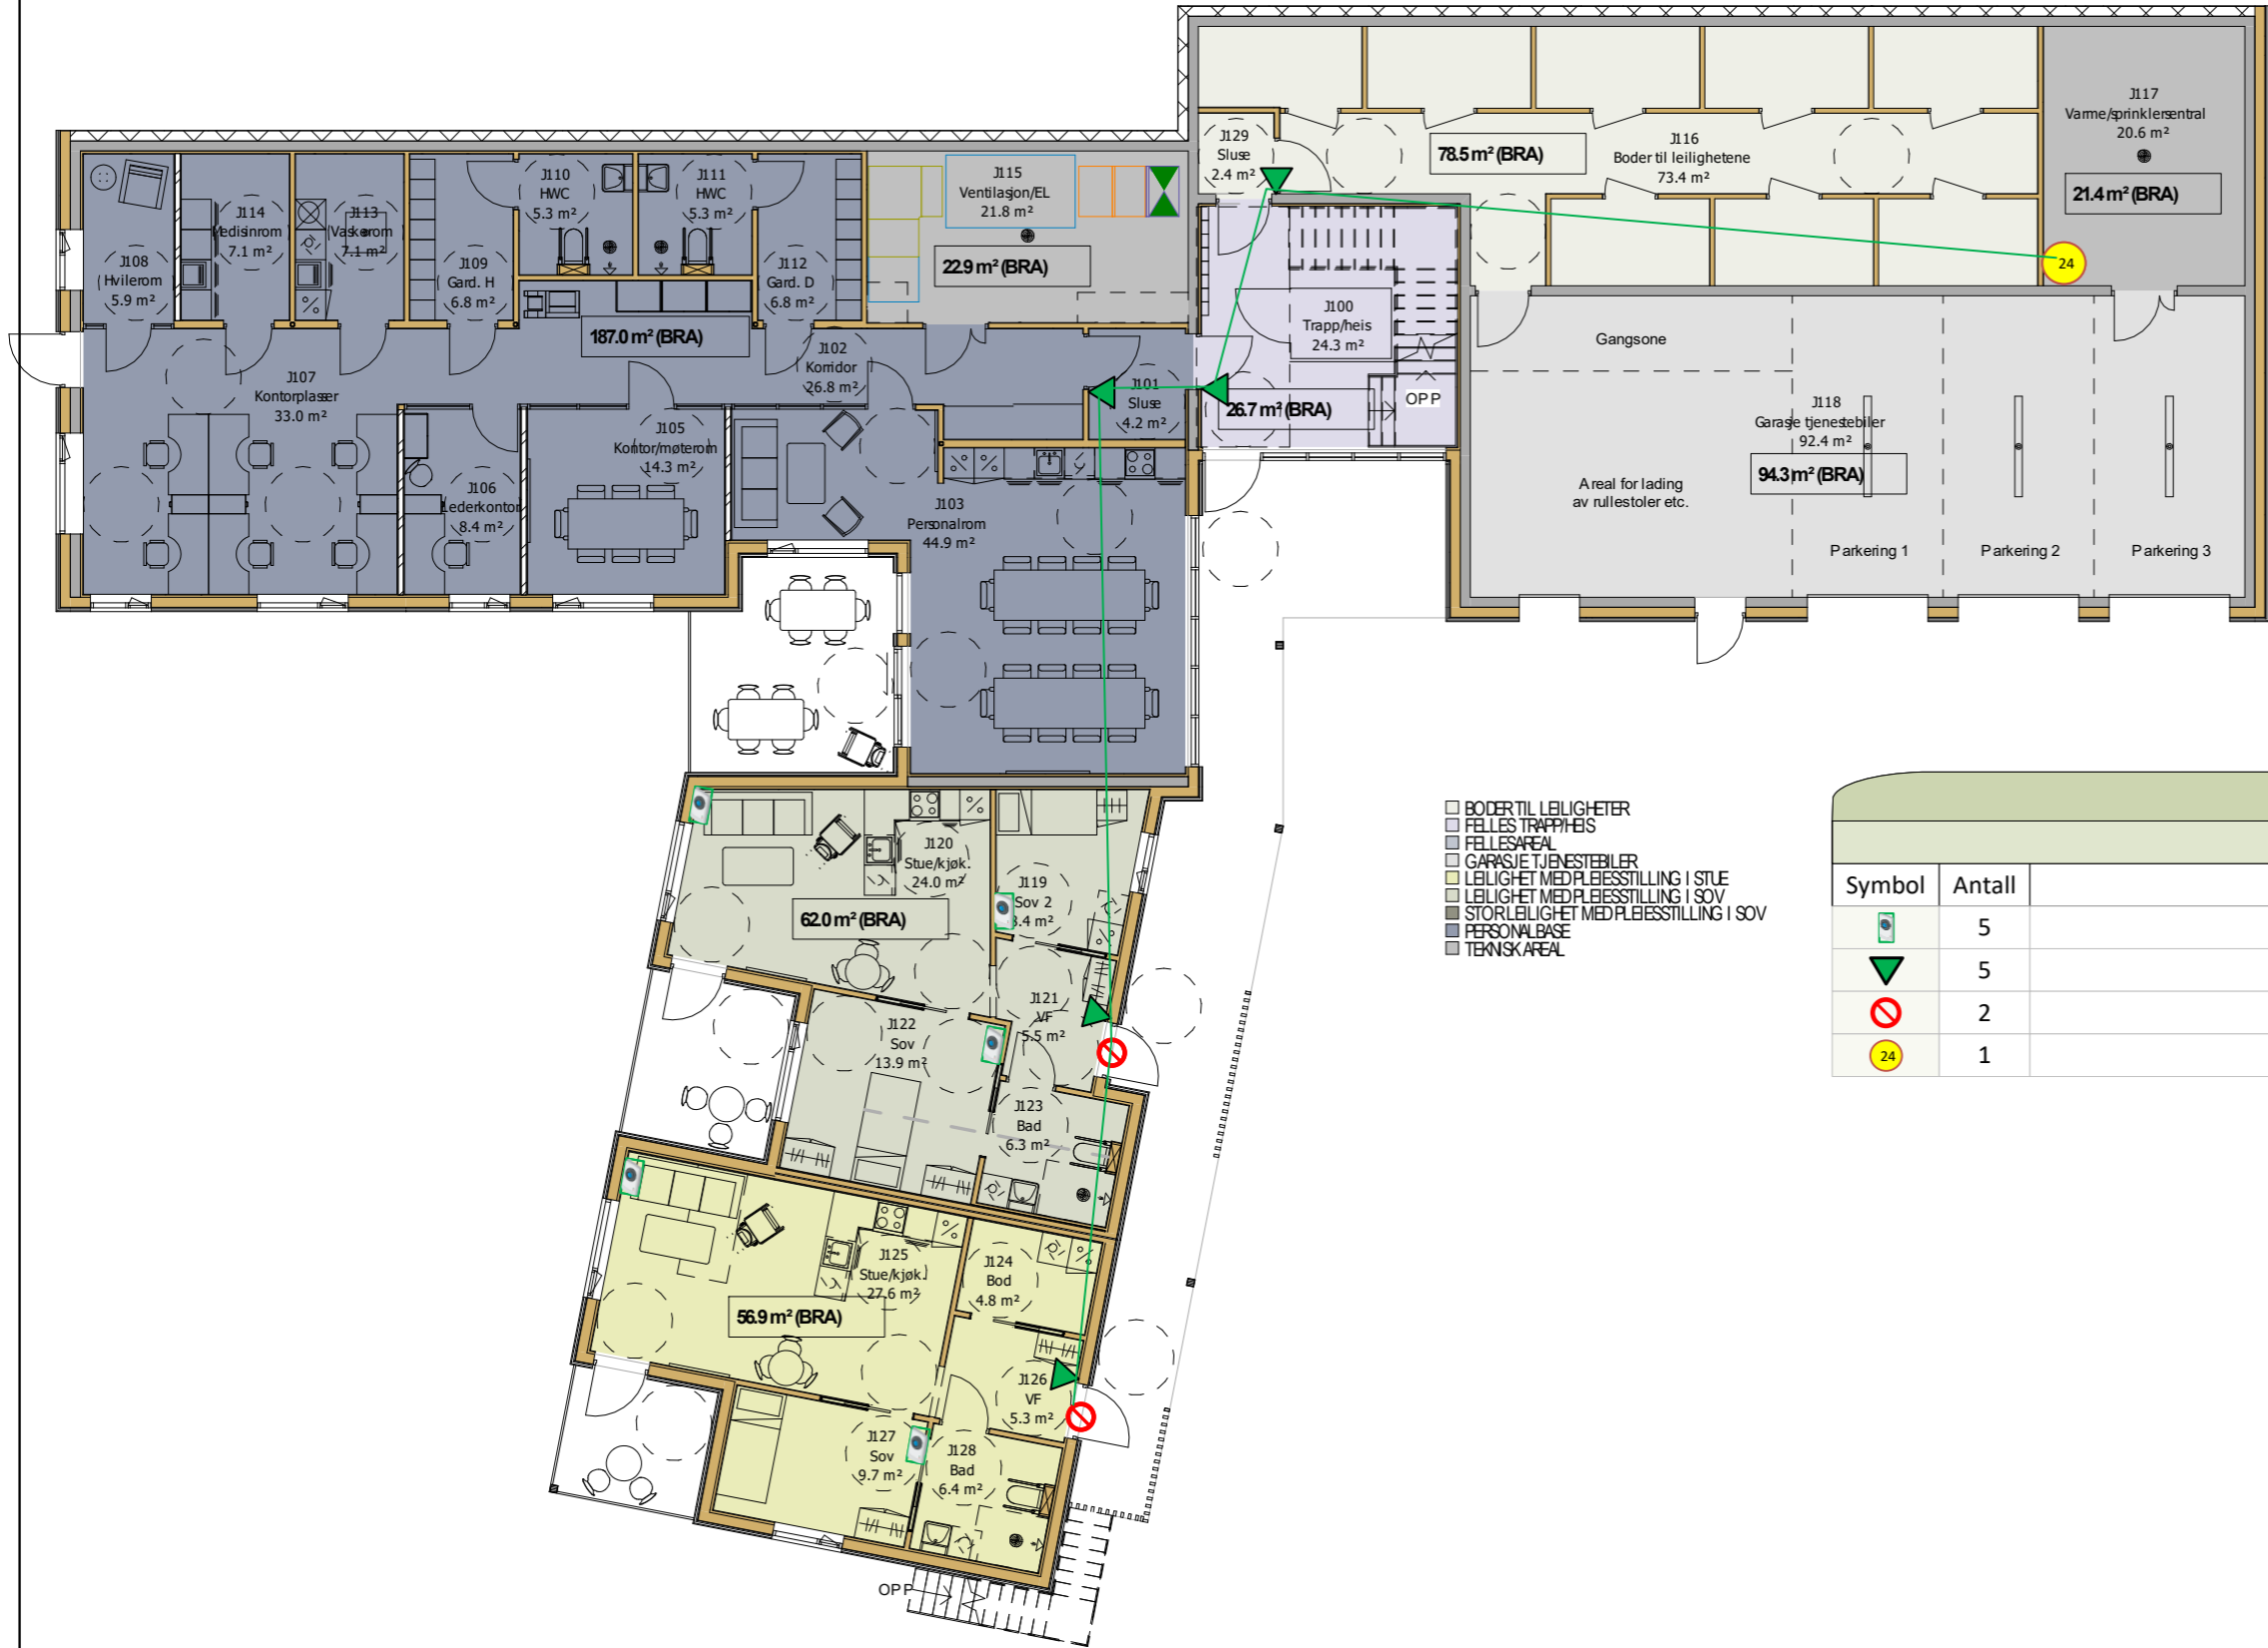 J117
Varme/sprinklersentral
20.6 m²
21.4 m² (BRA)
J129
Sluse
2.4 m²
78.5 m² (BRA)
J116
Boder til leilighetene
73.4 m²
24
J108
Hvilerom
5.9 m²
J114
Medisinrom
7.1 m²
J113
Vaskerom
7.1 m²
J109
Gard. H
6.8 m²
J110
HWC
5.3 m²
J111
HWC
5.3 m²
J112
Gard. D
6.8 m²
J115
Ventilasjon/EL
21.8 m²
22.9 m² (BRA)
187.0 m² (BRA)
J102
Korridor
26.8 m²
J100
Trapp/heis
24.3 m²
J101
Sluse
4.2 m²
26.7 m² (BRA)
OPP
Gangsone
J118
Garasje tjenestebiler
92.4 m²
94.3 m² (BRA)
Areal for lading
av rullestoler etc.
Parkering 1
Parkering 2
Parkering 3
J107
Kontorplasser
33.0 m²
J106
Lederkontor
8.4 m²
J105
Kontor/møterom
14.3 m²
J103
Personalrom
44.9 m²
J120
Stue/kjøk.
24.0 m²
62.0 m² (BRA)
J119
Sov 2
8.4 m²
J121
VF
5.5 m²
J122
Sov
13.9 m²
J123
Bad
6.3 m²
J125
Stue/kjøk.
27.6 m²
56.9 m² (BRA)
J124
Bod
4.8 m²
J126
VF
5.3 m²
J127
Sov
9.7 m²
J128
Bad
6.4 m²
OPP
BODER TIL LEILIGHETER
FELLES TRAPP/HEIS
FELLESAREAL
GARASJE TJENESTEBILER
LEILIGHET MED PLEIESSTILLING I STUE
LEILIGHET MED PLEIESSTILLING I SOV
STOR LEILIGHET MED PLEIESSTILLING I SOV
PERSONALBASE
TEKNISK AREAL
Symbol Antall
5
5
2
24 1